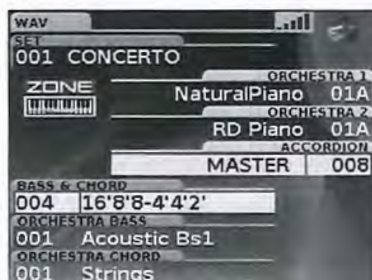 WAV
SET
001 CONCERTO
ZONE
ORCHESTRA 1
NaturalPiano 01A
ORCHESTRA 2
RD Piano 01A
ACCORDION
MASTER 008
BASS & CHORD
004 16'8'8-4'4'2'
ORCHESTRA BASS
001 Acoustic Bs1
ORCHESTRA CHORD
001 Strings